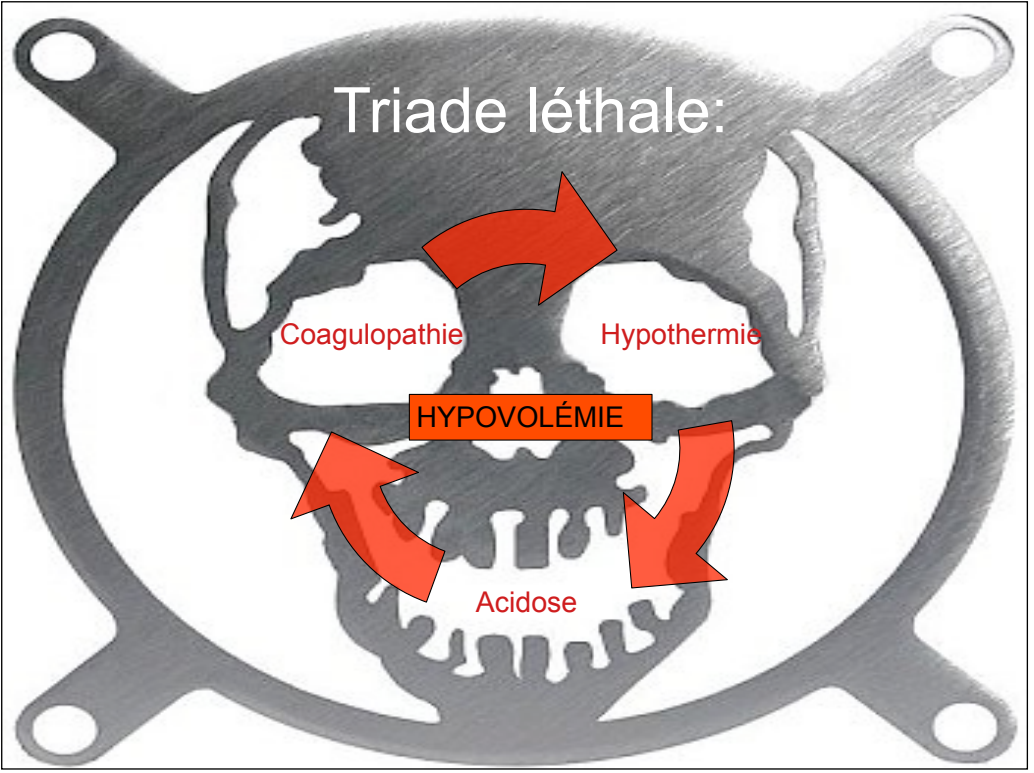 Triade léthale:
Coagulopathie
Hypothermie
HYPOVOLÉMIE
Acidose